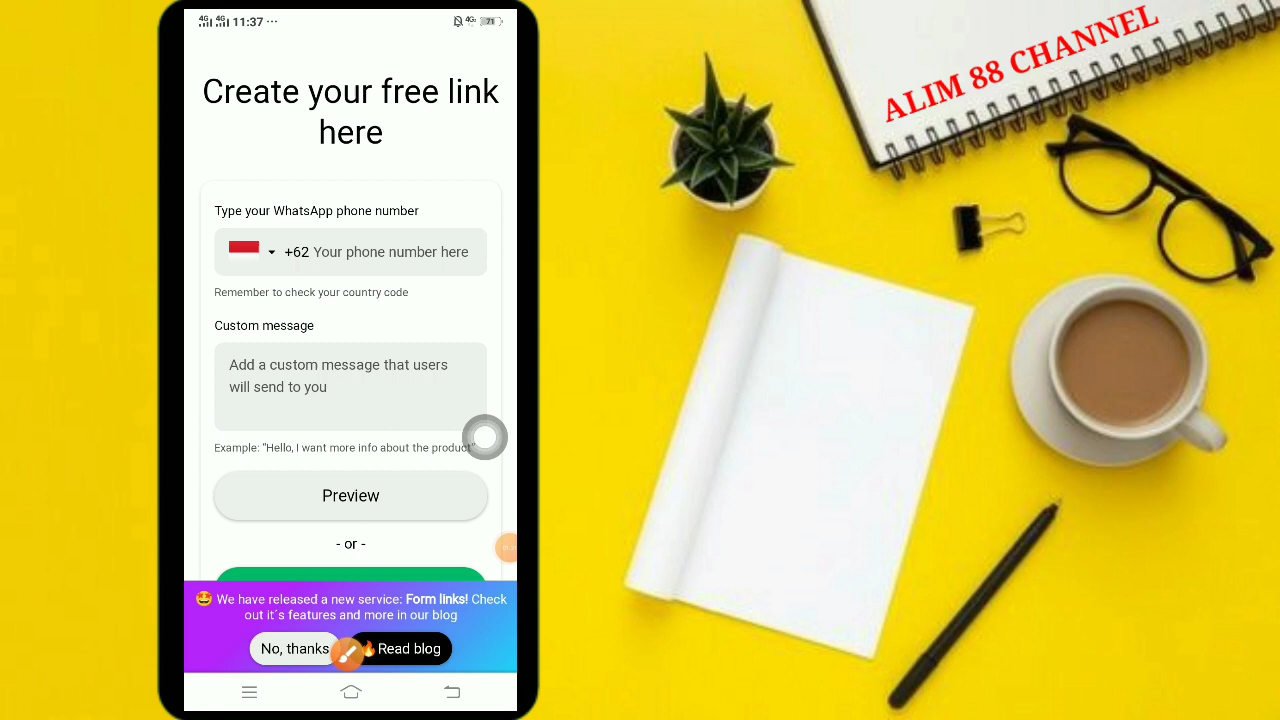 4G 4G 11:37 ··· 4G 71
Create your free link
here
Type your WhatsApp phone number
+62 Your phone number here
Remember to check your country code
Custom message
Add a custom message that users
will send to you
Example: "Hello, I want more info about the product"
Preview
- or -
🤩 We have released a new service: Form links! Check
out it´s features and more in our blog
No, thanks 🔥Read blog
ALIM 88 CHANNEL